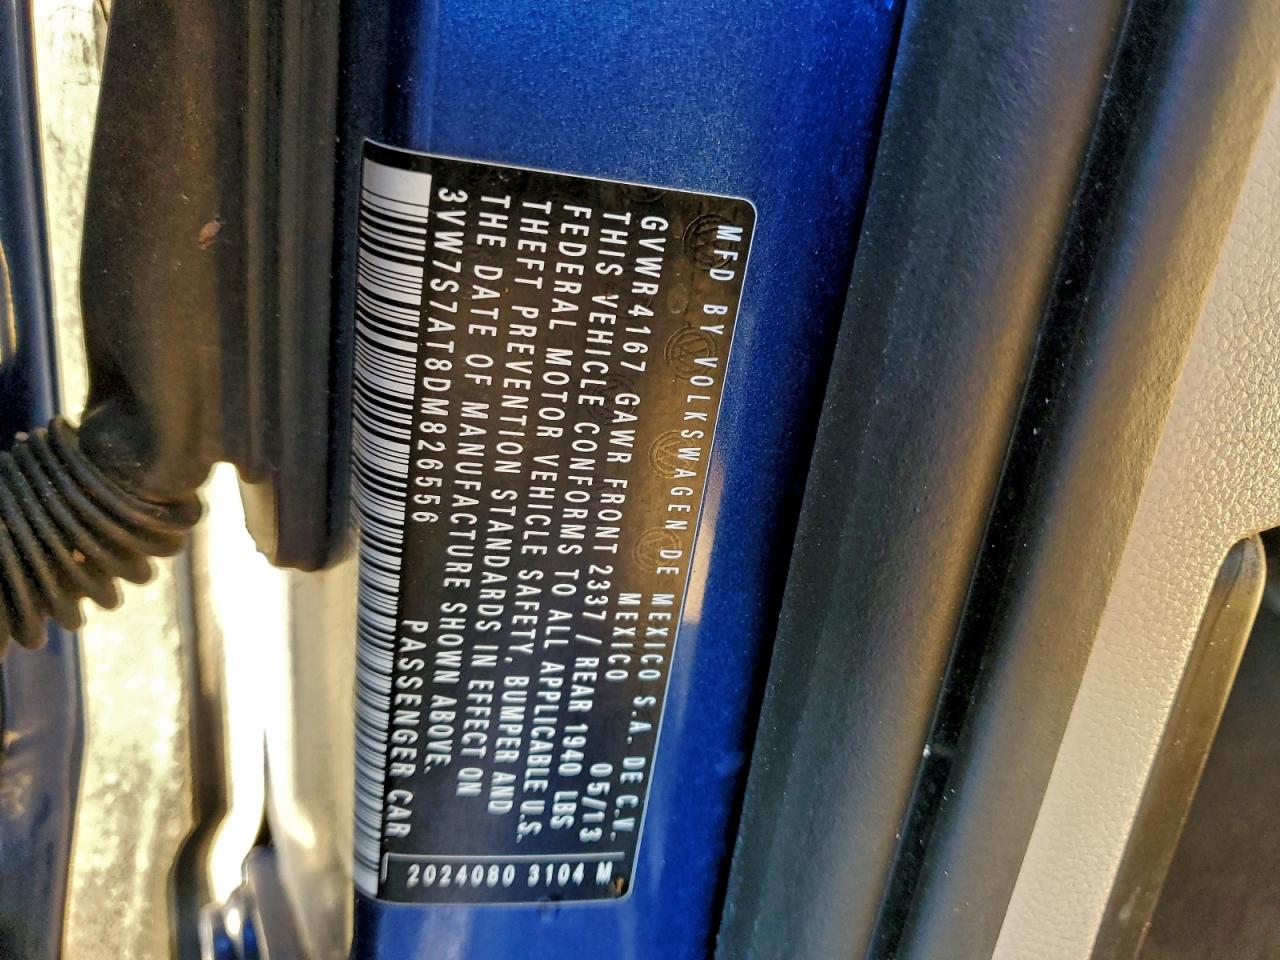 MFD BY VOLKSWAGEN DE MEXICO S.A. DE C.V.
MEXICO 05/13
GVWR 4167 GAWR FRONT 2337 / REAR 1940 LBS
THIS VEHICLE CONFORMS TO ALL APPLICABLE U.S.
FEDERAL MOTOR VEHICLE SAFETY, BUMPER AND
THEFT PREVENTION STANDARDS IN EFFECT ON
THE DATE OF MANUFACTURE SHOWN ABOVE.
3VW7S7AT8DM826556 PASSENGER CAR
2024080 3104 M